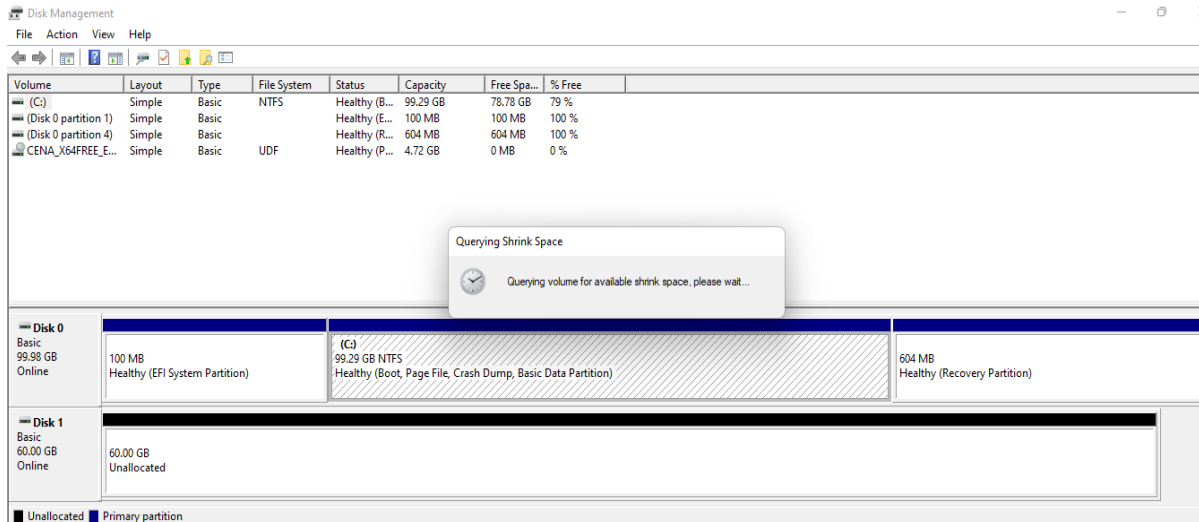 Disk Management
File Action View Help
Volume Layout Type File System Status Capacity Free Spa... % Free
(C:) Simple Basic NTFS Healthy (B... 99.29 GB 78.78 GB 79 %
(Disk 0 partition 1) Simple Basic Healthy (E... 100 MB 100 MB 100 %
(Disk 0 partition 4) Simple Basic Healthy (R... 604 MB 604 MB 100 %
CENA_X64FREE_E... Simple Basic UDF Healthy (P... 4.72 GB 0 MB 0 %
Querying Shrink Space
Querying volume for available shrink space, please wait...
Disk 0
Basic
99.98 GB
Online
100 MB
Healthy (EFI System Partition)
(C:)
99.29 GB NTFS
Healthy (Boot, Page File, Crash Dump, Basic Data Partition)
604 MB
Healthy (Recovery Partition)
Disk 1
Basic
60.00 GB
Online
60.00 GB
Unallocated
Unallocated Primary partition